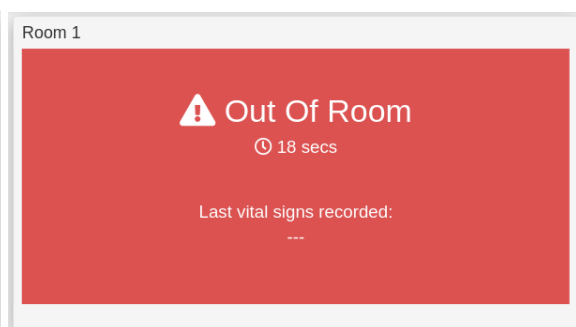 Room 1
Out Of Room
18 secs
Last vital signs recorded:
---